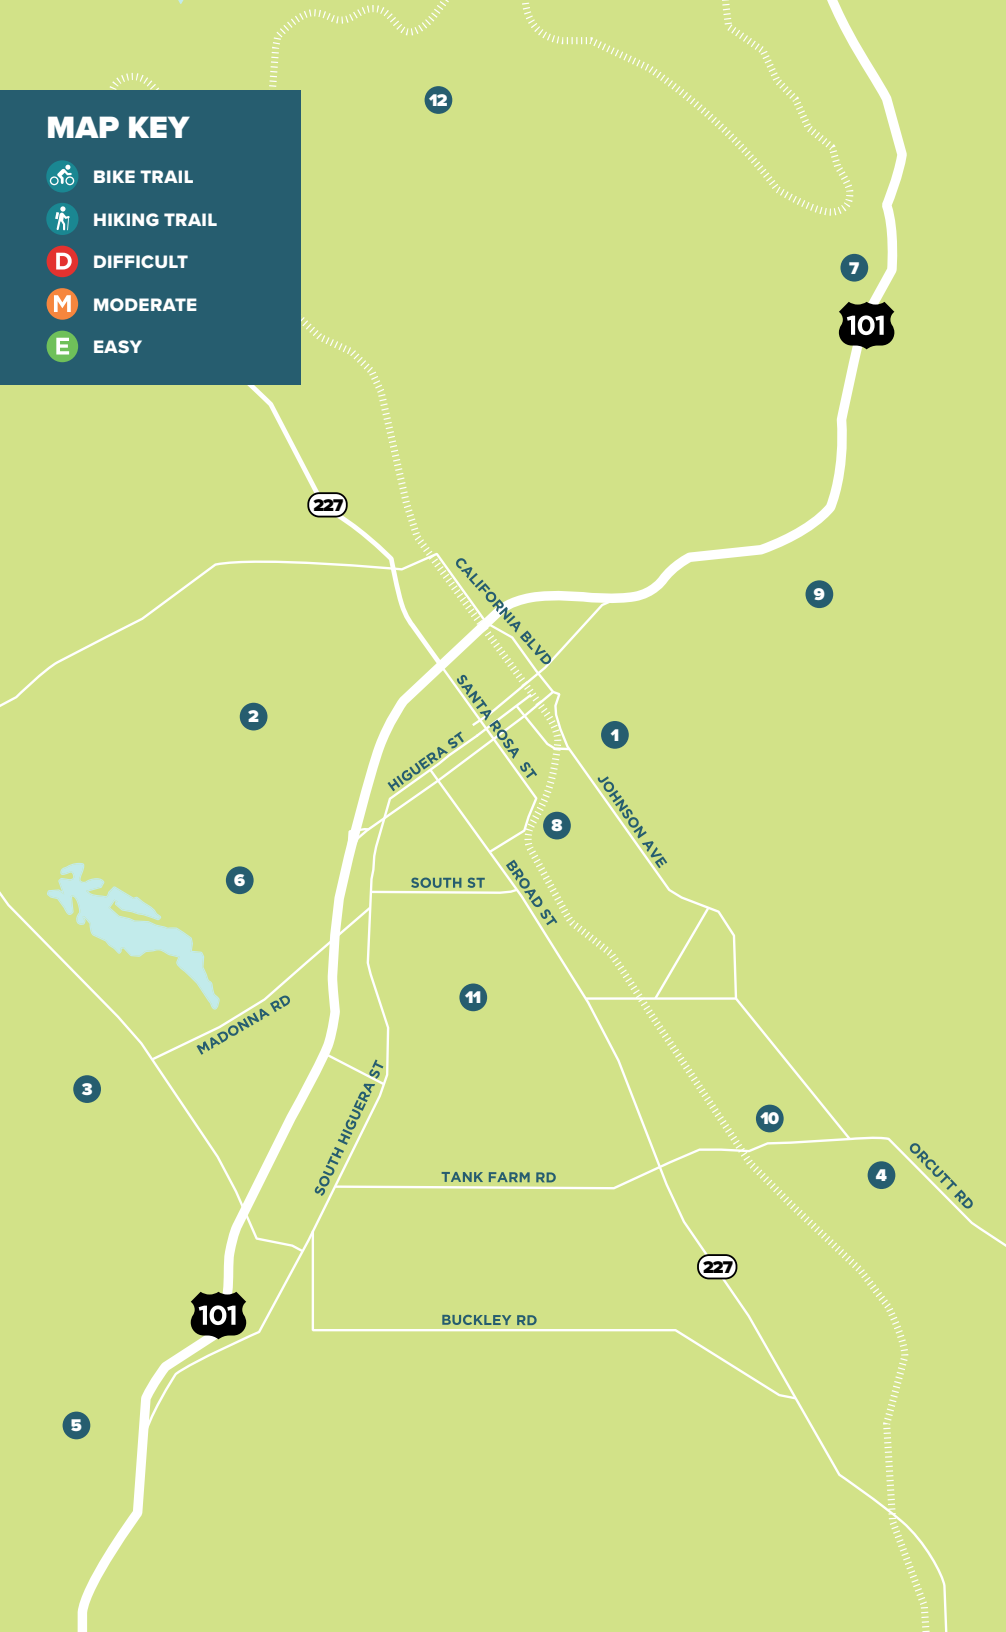 12
MAP KEY
BIKE TRAIL
HIKING TRAIL
D DIFFICULT
M MODERATE
E EASY
7
101
227
CALIFORNIA BLVD
9
2
SANTA ROSA ST
1
HIGUERA ST
JOHNSON AVE
8
6
SOUTH ST
BROAD ST
11
MADONNA RD
3
SOUTH HIGUERA ST
10
TANK FARM RD
4
ORCUTT RD
227
101
BUCKLEY RD
5